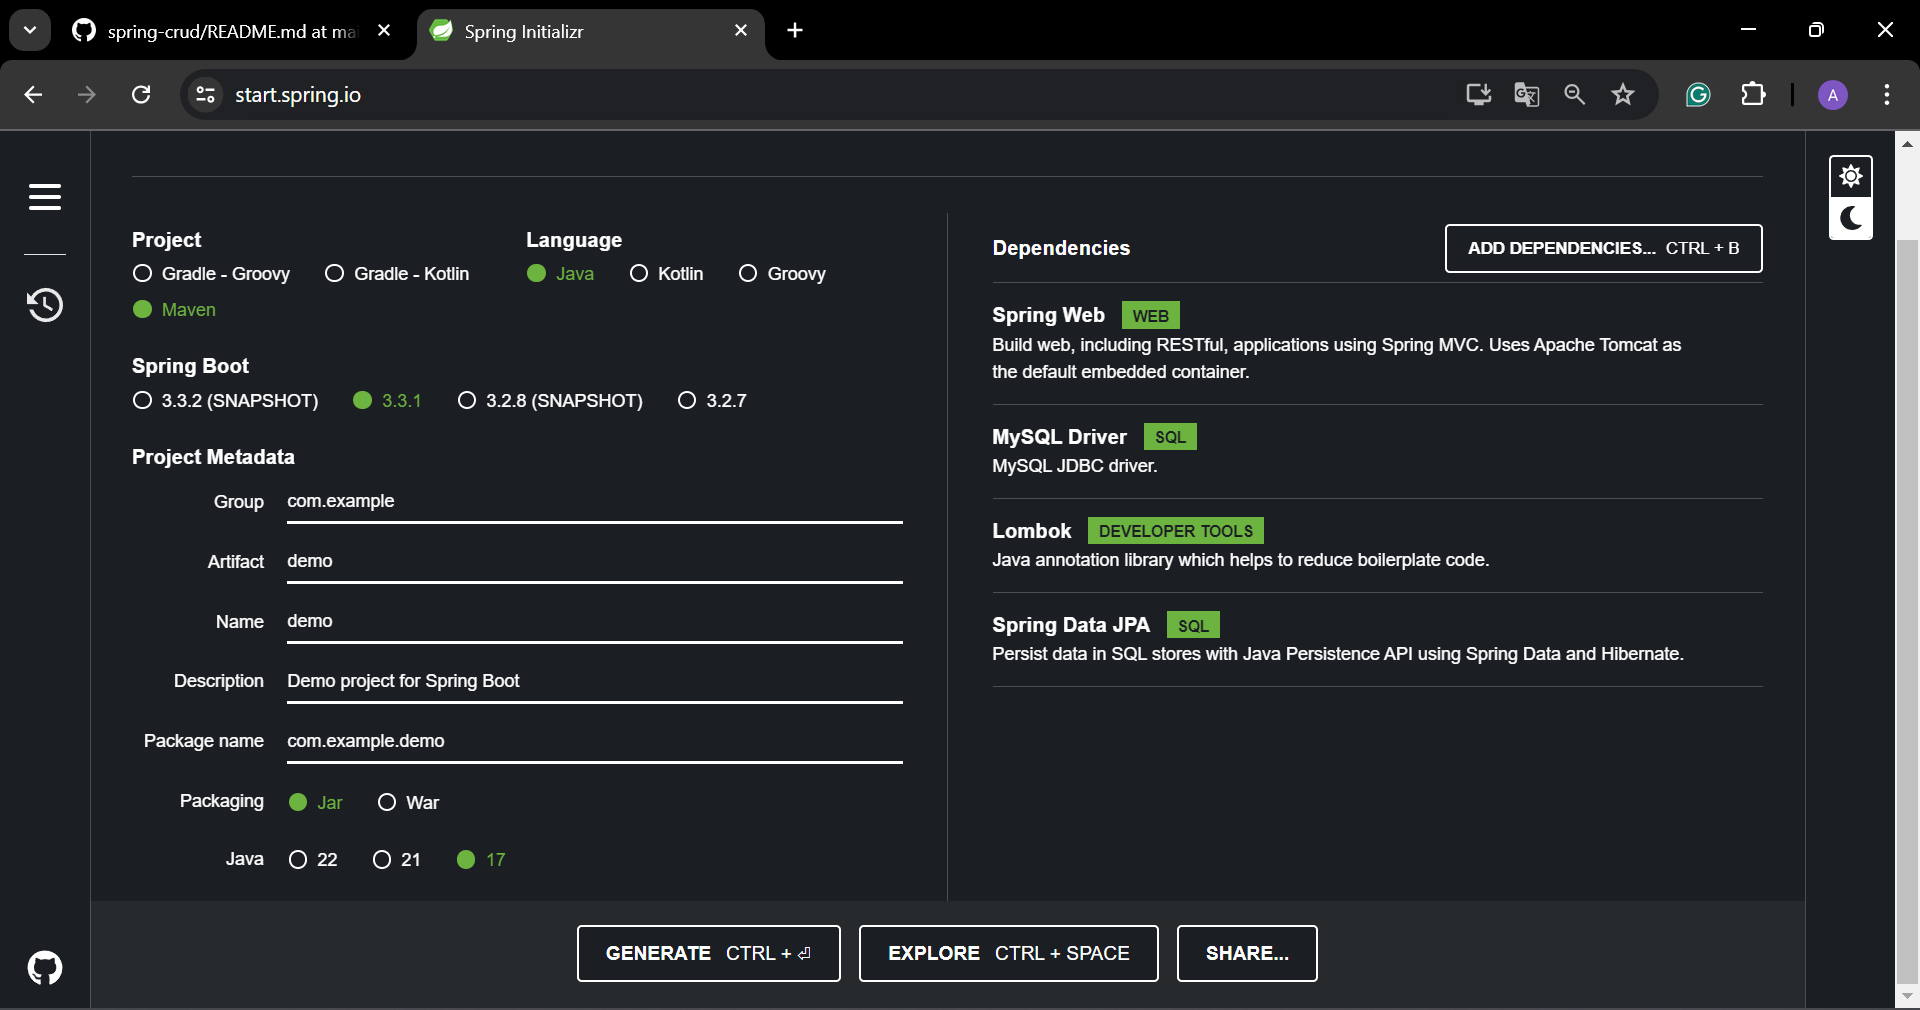 spring-crud/README.md at ma
Spring Initializr
start.spring.io
A
Project
Gradle - Groovy
Gradle - Kotlin
Maven
Language
Java
Kotlin
Groovy
Spring Boot
3.3.2 (SNAPSHOT)
3.3.1
3.2.8 (SNAPSHOT)
3.2.7
Project Metadata
Group com.example
Artifact demo
Name demo
Description Demo project for Spring Boot
Package name com.example.demo
Packaging Jar War
Java 22 21 17
Dependencies
ADD DEPENDENCIES... CTRL + B
Spring Web WEB
Build web, including RESTful, applications using Spring MVC. Uses Apache Tomcat as
the default embedded container.
MySQL Driver SQL
MySQL JDBC driver.
Lombok DEVELOPER TOOLS
Java annotation library which helps to reduce boilerplate code.
Spring Data JPA SQL
Persist data in SQL stores with Java Persistence API using Spring Data and Hibernate.
GENERATE CTRL + ⏎
EXPLORE CTRL + SPACE
SHARE...